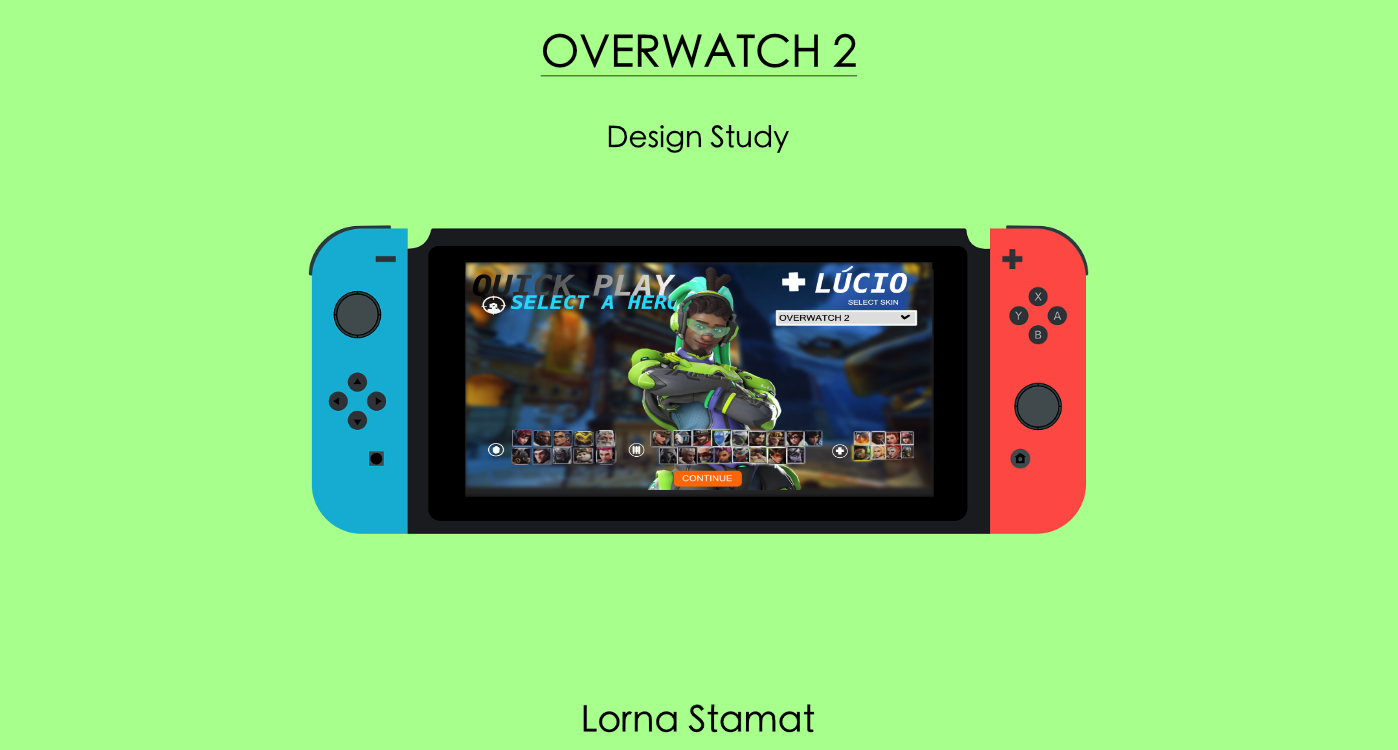 OVERWATCH 2
Design Study
QUICK PLAY
SELECT A HERO
LÚCIO
SELECT SKIN
OVERWATCH 2
X
Y
A
B
CONTINUE
Lorna Stamat